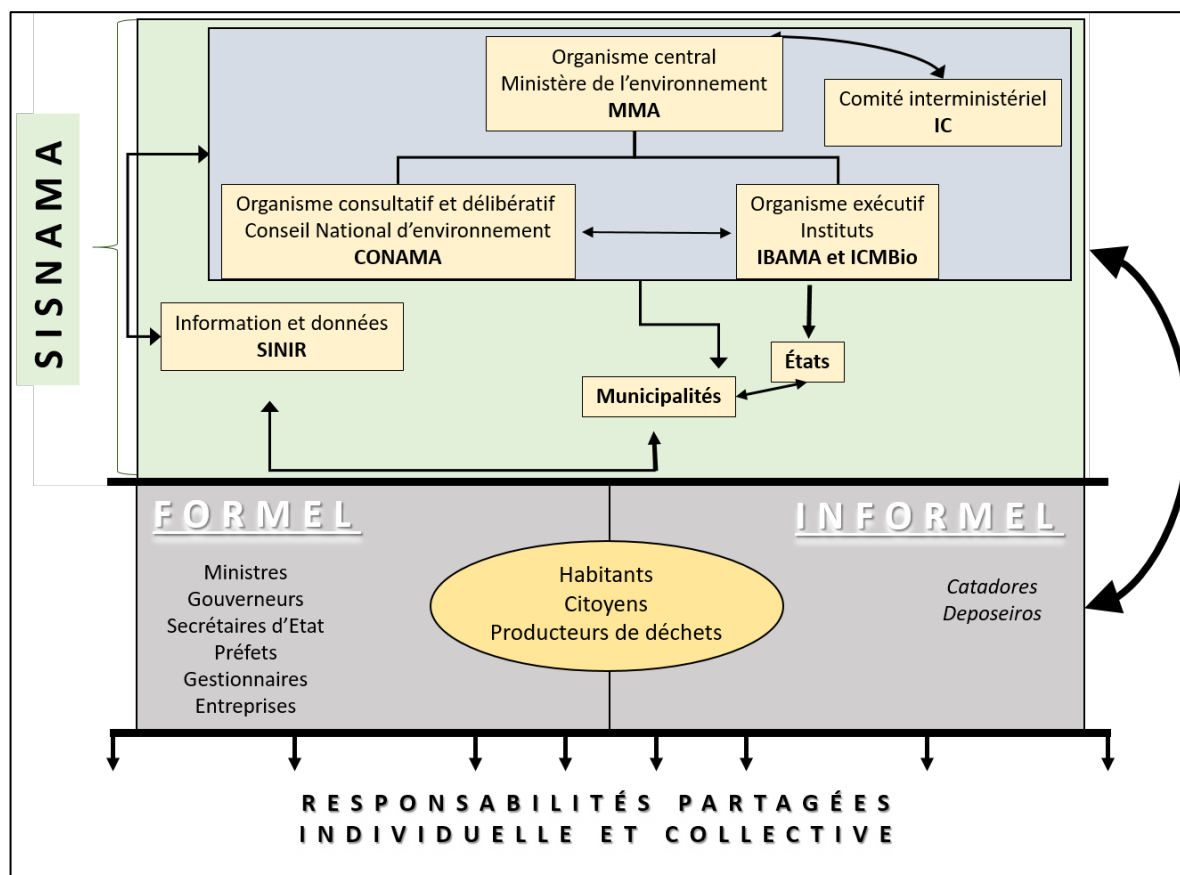 SISNAMA
Organisme central
Ministère de l'environnement
MMA
Comité interministériel
IC
Organisme consultatif et délibératif
Conseil National d'environnement
CONAMA
Organisme exécutif
Instituts
IBAMA et ICMBio
Information et données
SINIR
États
Municipalités
FORMEL
INFORMEL
Ministres
Gouverneurs
Secrétaires d'Etat
Préfets
Gestionnaires
Entreprises
Habitants
Citoyens
Producteurs de déchets
Catadores
Deposeiros
RESPONSABILITÉS PARTAGÉES
INDIVIDUELLE ET COLLECTIVE